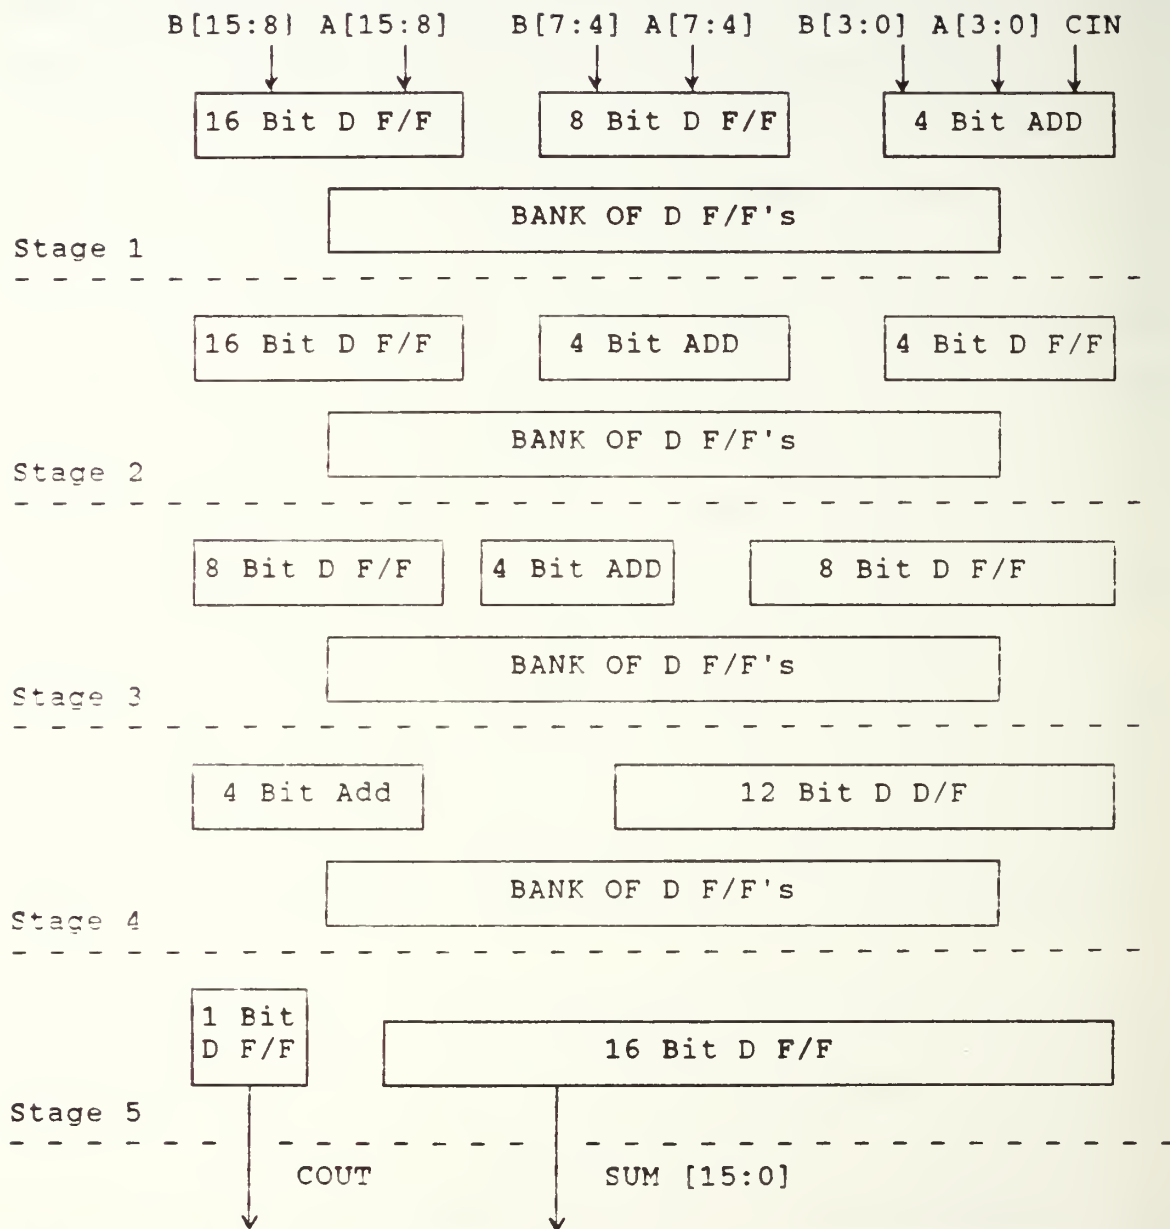 B[15:8] A[15:8] B[7:4] A[7:4] B[3:0] A[3:0] CIN
16 Bit D F/F 8 Bit D F/F 4 Bit ADD
BANK OF D F/F's
Stage 1
16 Bit D F/F 4 Bit ADD 4 Bit D F/F
BANK OF D F/F's
Stage 2
8 Bit D F/F 4 Bit ADD 8 Bit D F/F
BANK OF D F/F's
Stage 3
4 Bit Add 12 Bit D D/F
BANK OF D F/F's
Stage 4
1 Bit
D F/F 16 Bit D F/F
Stage 5
COUT SUM [15:0]